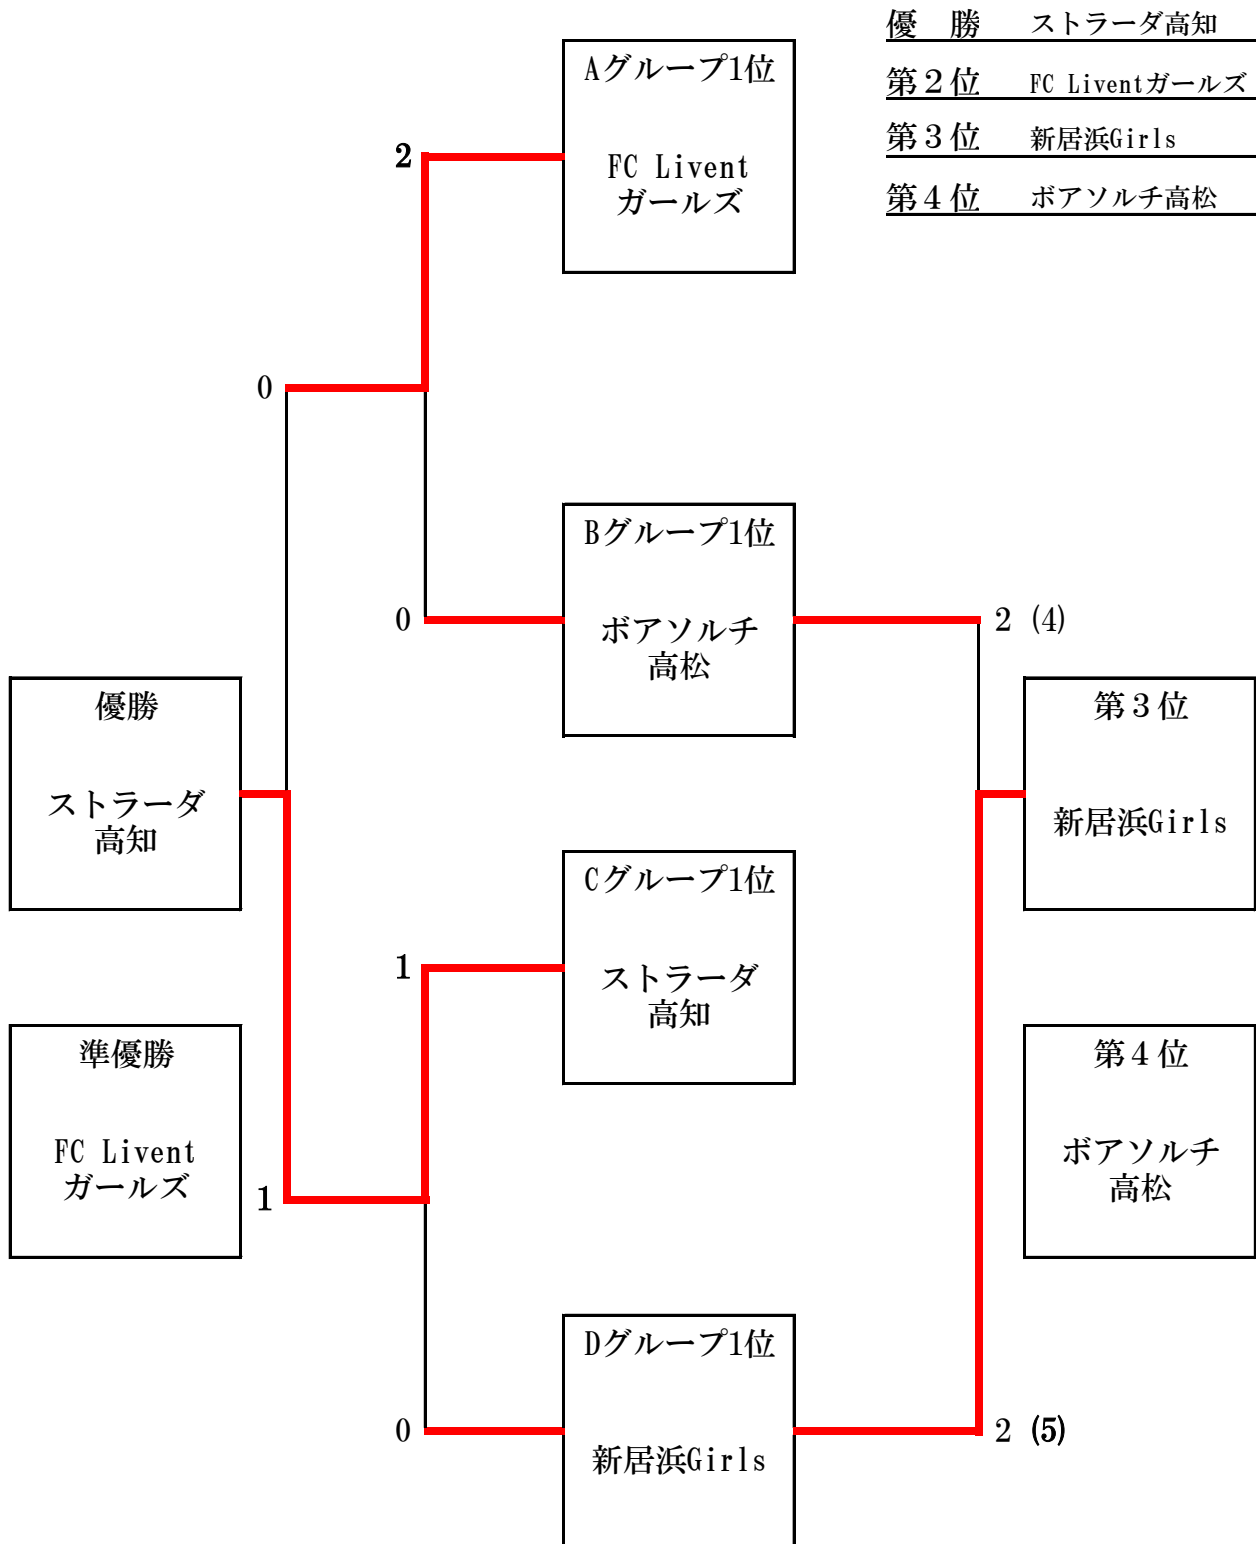 優　勝　ストラーダ高知
第２位　FC Liventガールズ
第３位　新居浜Girls
第４位　ボアソルチ高松
Aグループ1位
2
FC Livent
ガールズ
0
Bグループ1位
0
ボアソルチ
高松
2 (4)
優勝
ストラーダ
高知
第３位
新居浜Girls
Cグループ1位
1
ストラーダ
高知
準優勝
FC Livent
ガールズ
1
第４位
ボアソルチ
高松
Dグループ1位
0
新居浜Girls
2 (5)